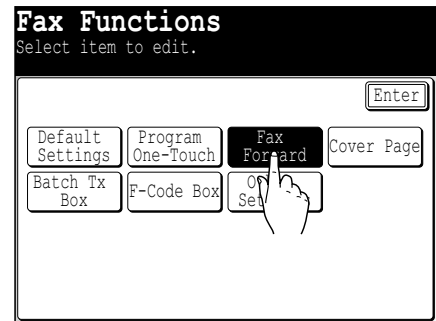 Fax Functions
Select item to edit.
Enter
Default
Settings
Program
One-Touch
Fax
Forward
Cover Page
Batch Tx
Box
F-Code Box